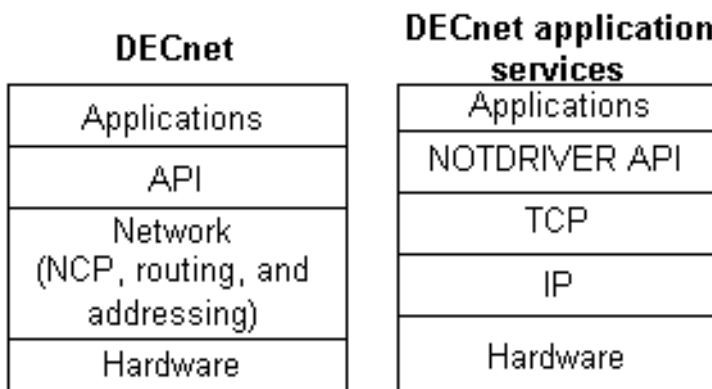 DECnet
Applications
API
Network
(NCP, routing, and
addressing)
Hardware
DECnet application
services
Applications
NOTDRIVER API
TCP
IP
Hardware